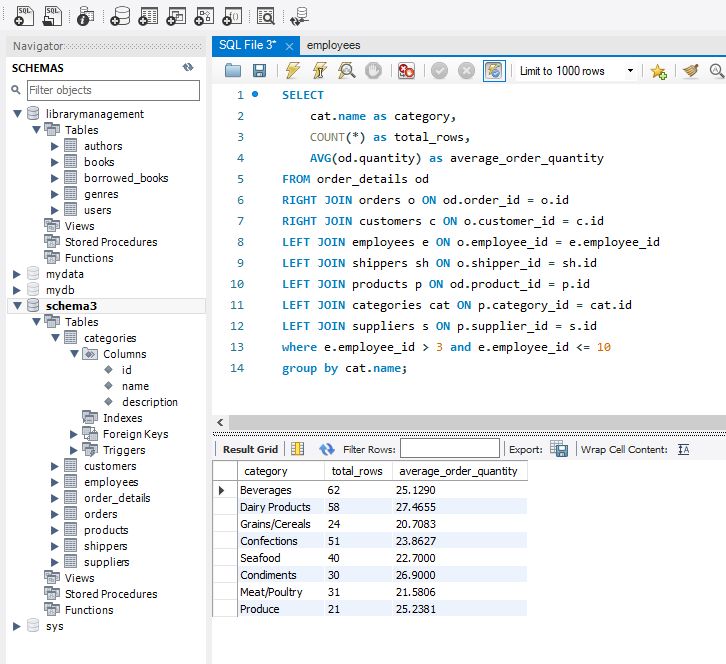 Navigator
SCHEMAS
Filter objects
librarymanagement
Tables
authors
books
borrowed_books
genres
users
Views
Stored Procedures
Functions
mydata
mydb
schema3
Tables
categories
Columns
id
name
description
Indexes
Foreign Keys
Triggers
customers
employees
order_details
orders
products
shippers
suppliers
Views
Stored Procedures
Functions
sys
SQL File 3* employees
Limit to 1000 rows
1 SELECT
2 cat.name as category,
3 COUNT(*) as total_rows,
4 AVG(od.quantity) as average_order_quantity
5 FROM order_details od
6 RIGHT JOIN orders o ON od.order_id = o.id
7 RIGHT JOIN customers c ON o.customer_id = c.id
8 LEFT JOIN employees e ON o.employee_id = e.employee_id
9 LEFT JOIN shippers sh ON o.shipper_id = sh.id
10 LEFT JOIN products p ON od.product_id = p.id
11 LEFT JOIN categories cat ON p.category_id = cat.id
12 LEFT JOIN suppliers s ON p.supplier_id = s.id
13 where e.employee_id > 3 and e.employee_id <= 10
14 group by cat.name;
Result Grid Filter Rows: Export: Wrap Cell Content:
category total_rows average_order_quantity
Beverages 62 25.1290
Dairy Products 58 27.4655
Grains/Cereals 24 20.7083
Confections 51 23.8627
Seafood 40 22.7000
Condiments 30 26.9000
Meat/Poultry 31 21.5806
Produce 21 25.2381